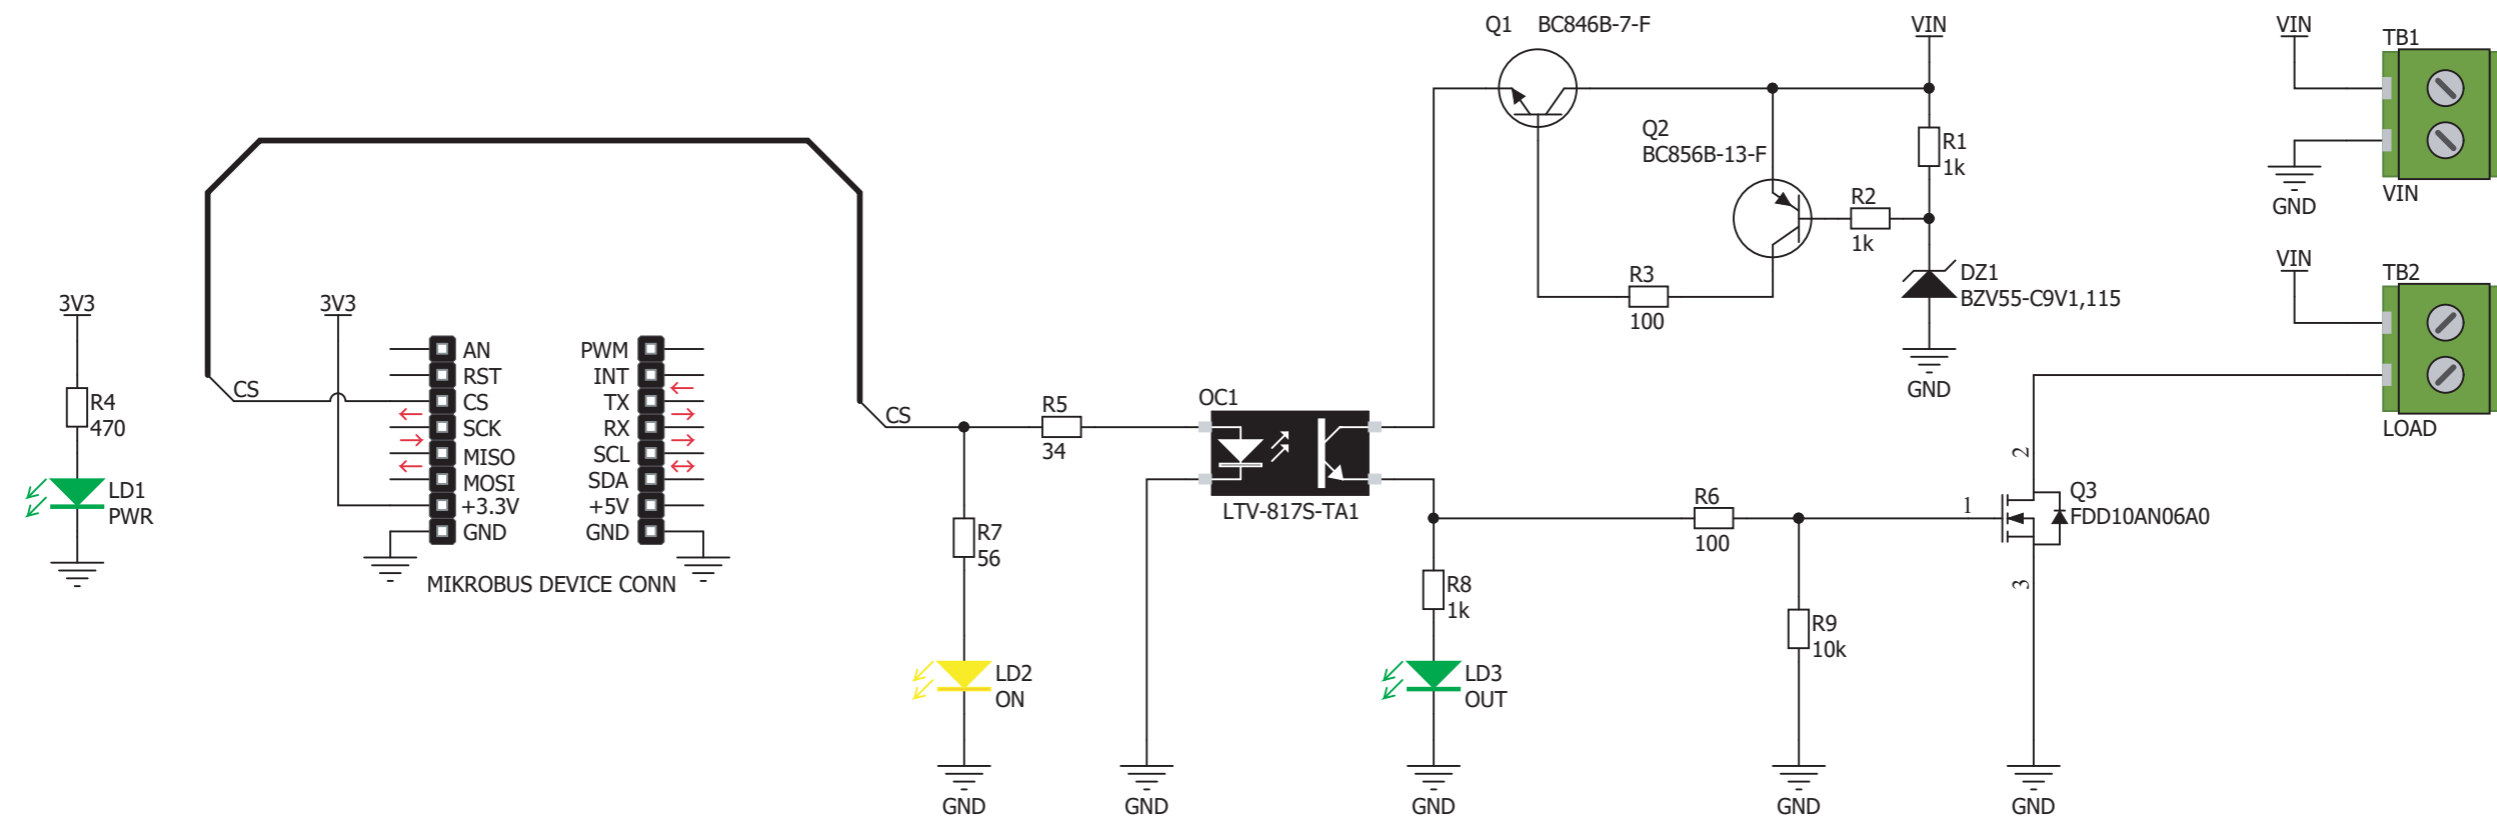 Q1 BC846B-7-F
VIN
VIN
TB1
Q2
BC856B-13-F
R1
1k
R2
1k
VIN
GND
VIN
TB2
R3
100
DZ1
BZV55-C9V1,115
GND
LOAD
3V3
3V3
AN
RST
CS
SCK
MISO
MOSI
+3.3V
GND
PWM
INT
TX
RX
SCL
SDA
+5V
GND
MIKROBUS DEVICE CONN
CS
R4
470
LD1
PWR
CS
R5
34
OC1
LTV-817S-TA1
R7
56
LD2
ON
GND
GND
R8
1k
LD3
OUT
GND
R6
100
R9
10k
GND
1
2
3
Q3
FDD10AN06A0
GND